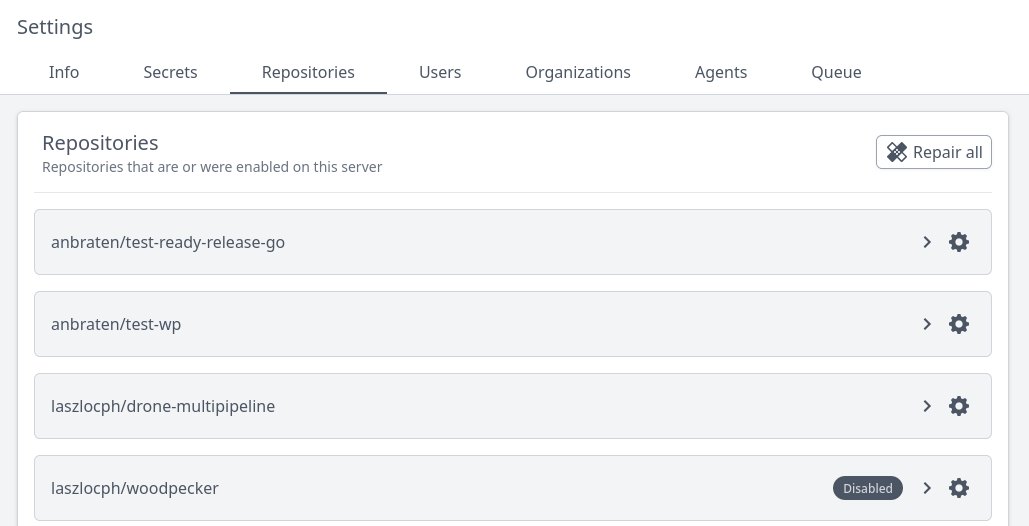 Settings
Info Secrets Repositories Users Organizations Agents Queue
Repositories
Repositories that are or were enabled on this server
Repair all
anbraten/test-ready-release-go
anbraten/test-wp
laszlocph/drone-multipipeline
laszlocph/woodpecker Disabled